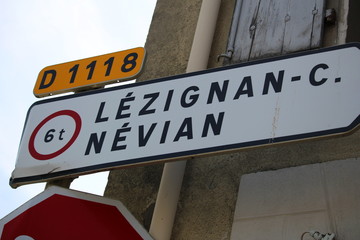 D 1118
LÉZIGNAN-C.
6t
NÉVIAN